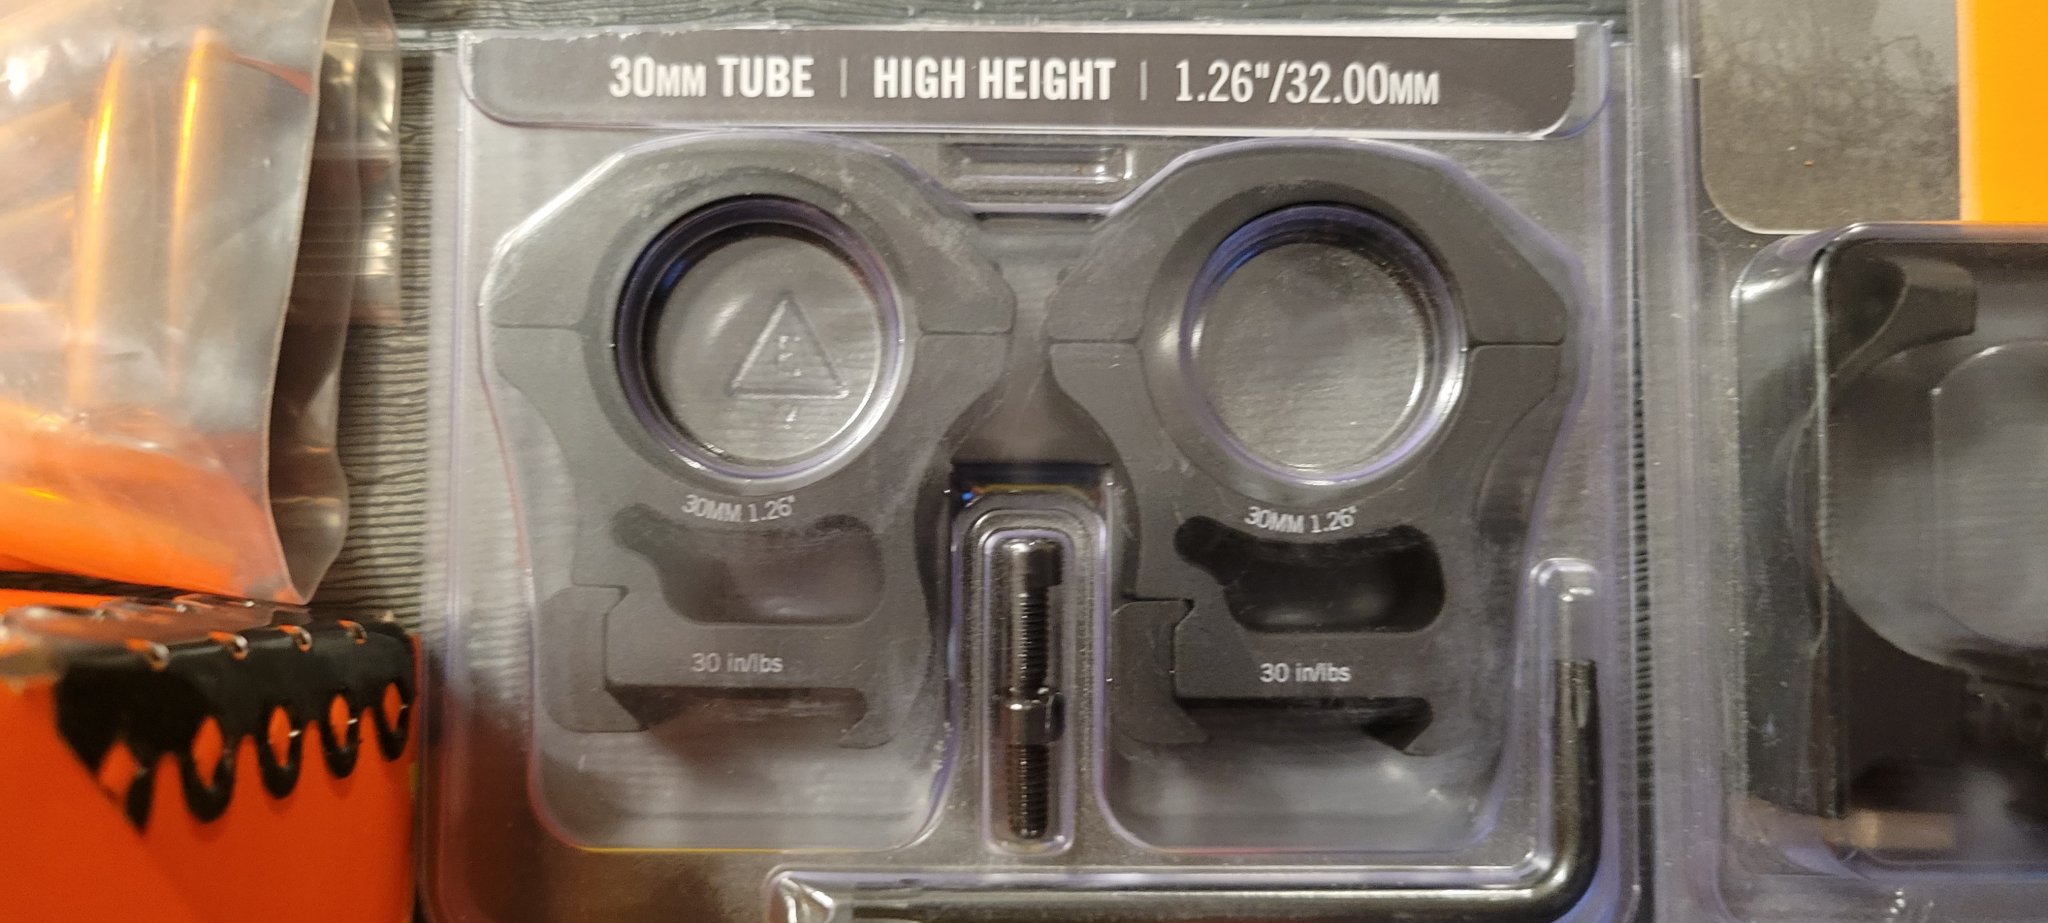 30MM TUBE | HIGH HEIGHT | 1.26"/32.00MM
30MM 1.26"
30MM 1.26"
30 in/lbs
30 in/lbs